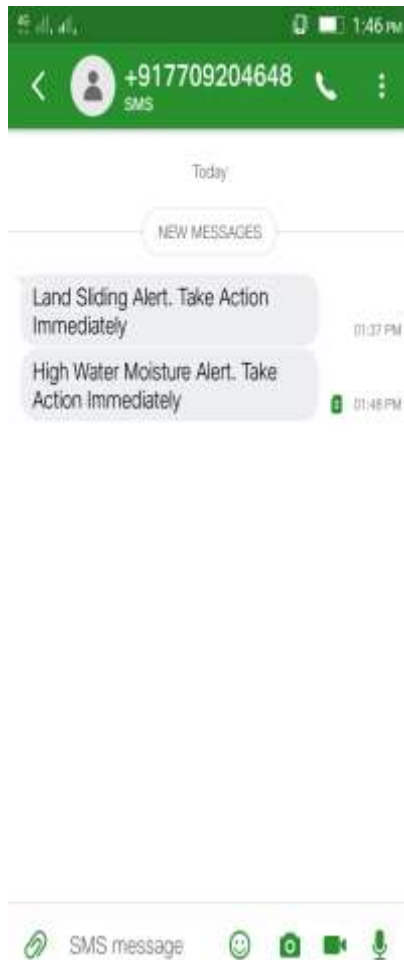 4G 1:46 PM
+917709204648
SMS
Today
NEW MESSAGES
Land Sliding Alert. Take Action
Immediately
01:37 PM
High Water Moisture Alert. Take
Action Immediately
01:46 PM
SMS message